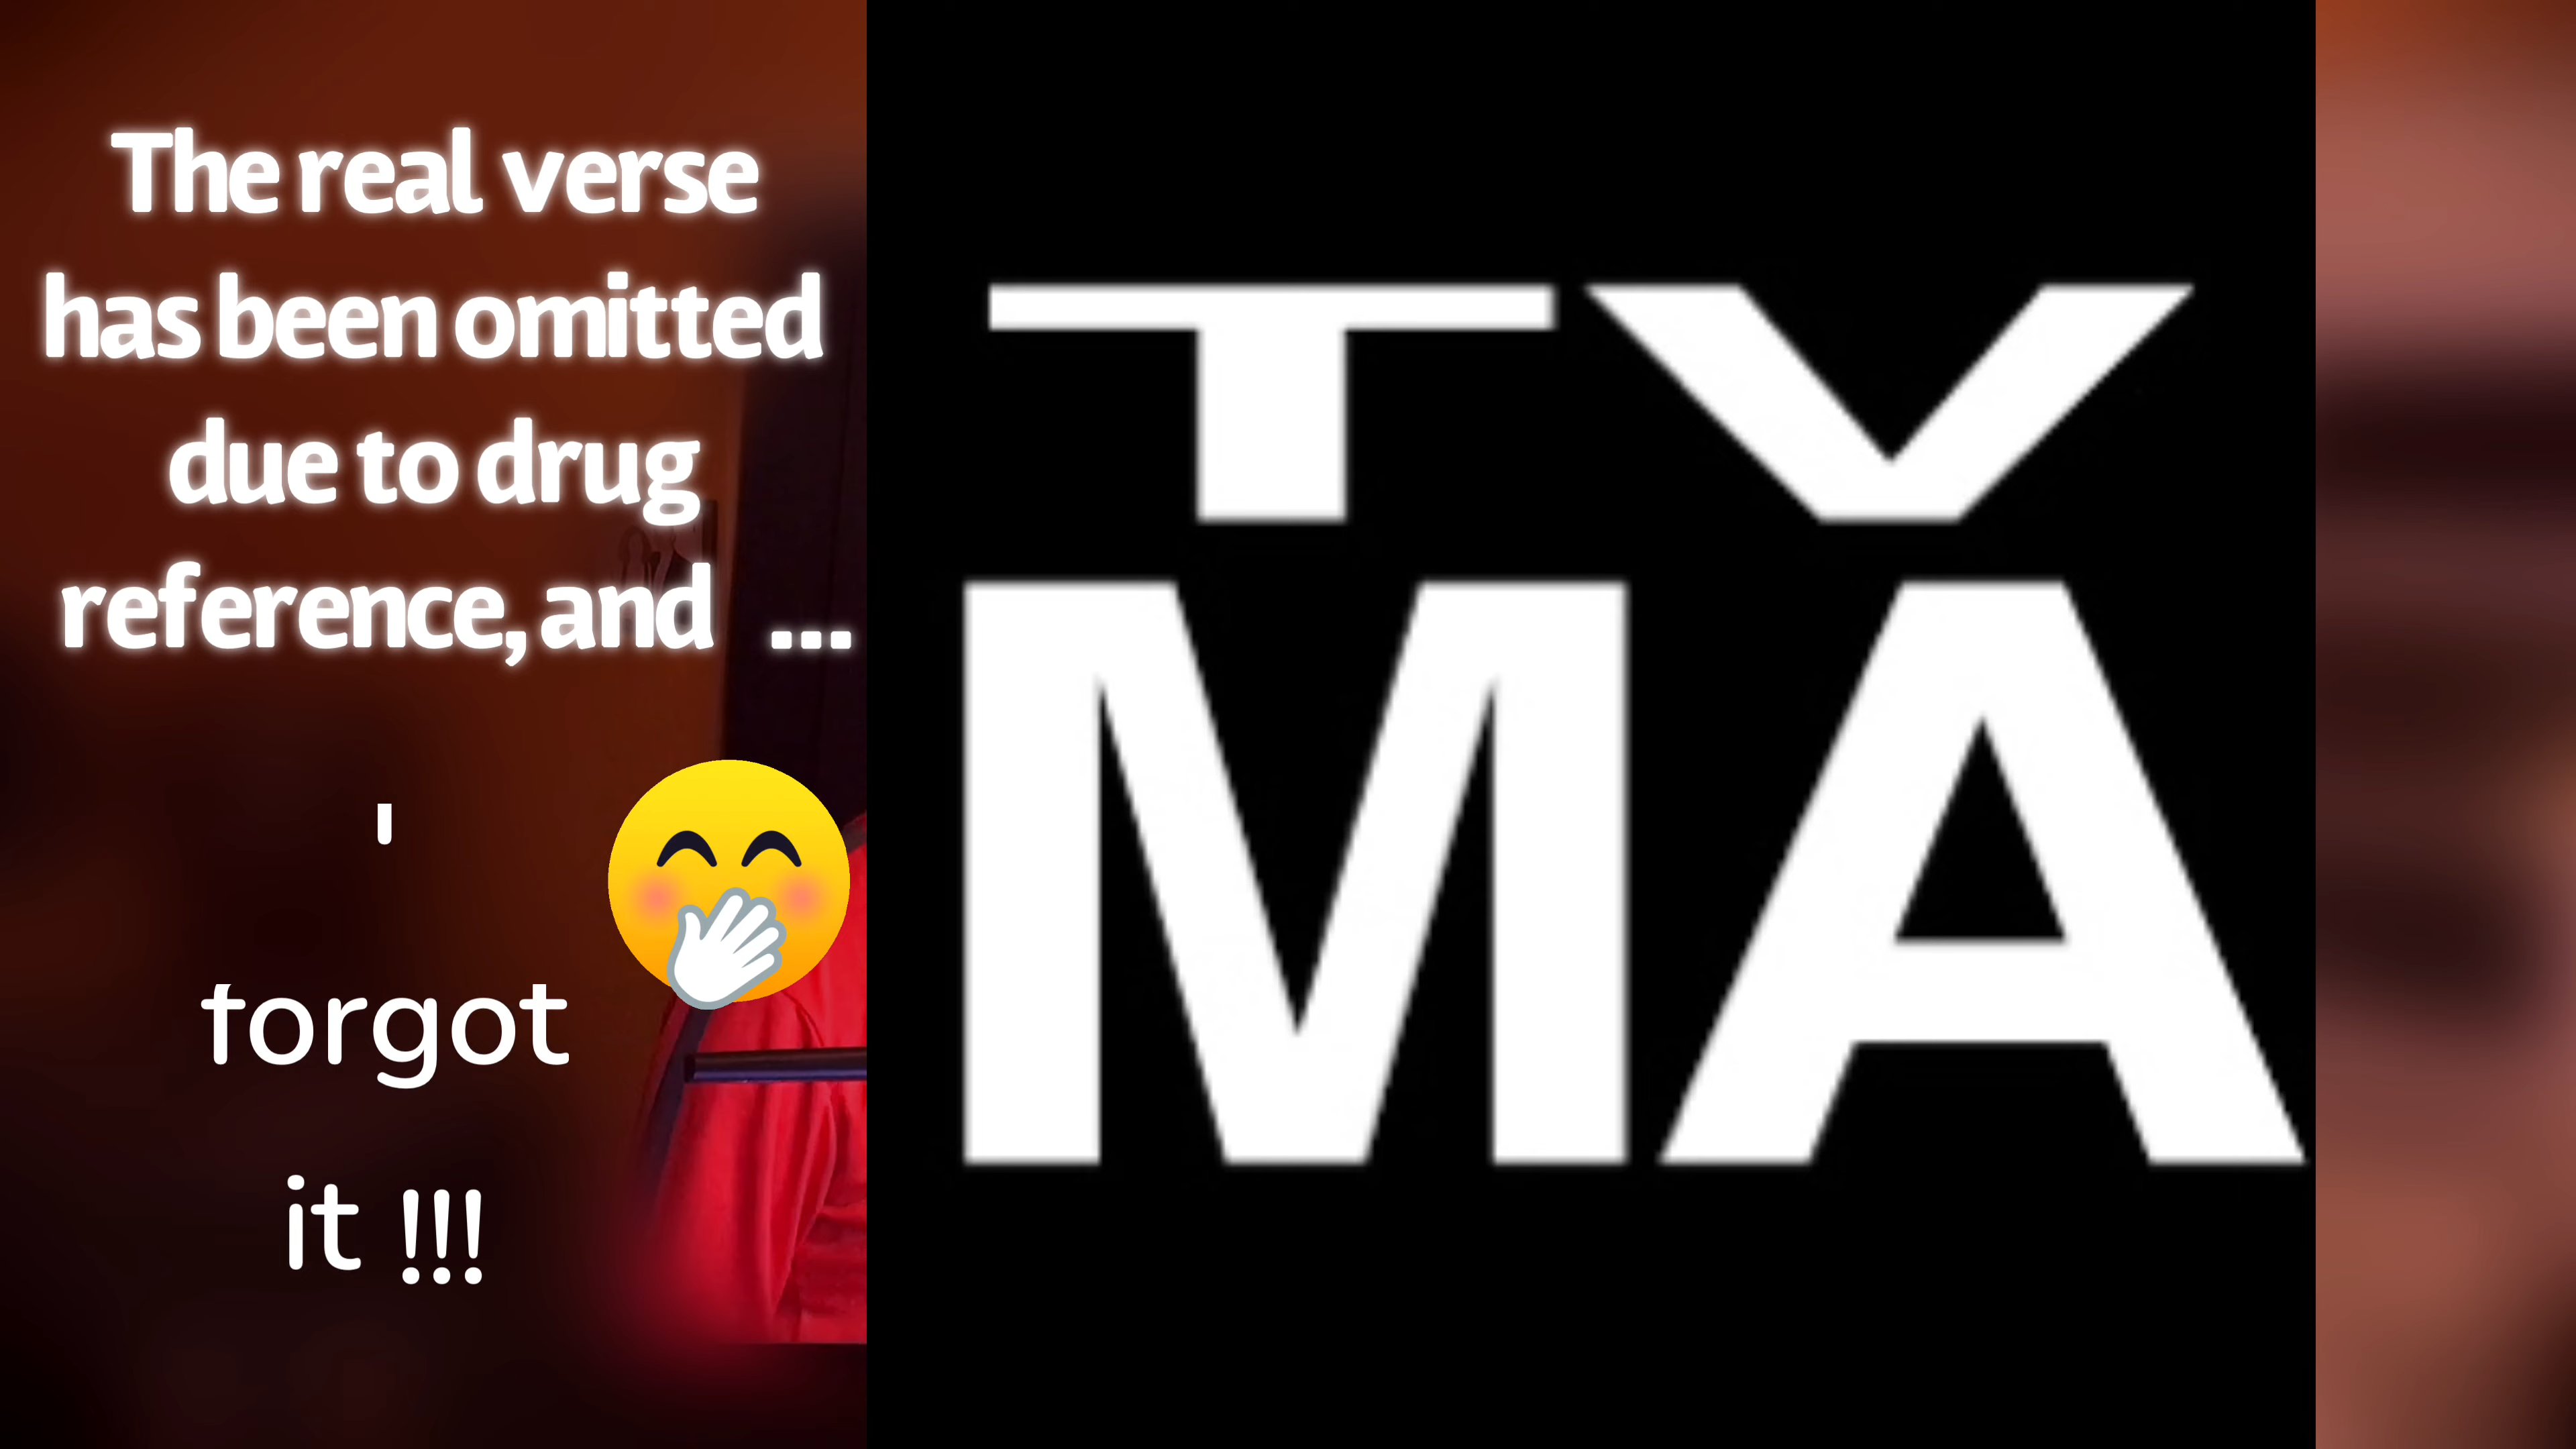 The real verse
has been omitted
due to drug
reference, and ...
'
forgot
it !!!
TV
MA